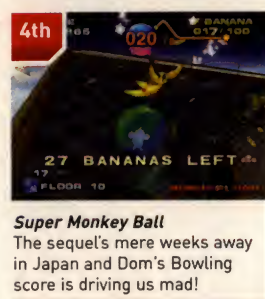 4th
BANANA
020
017/100
27 BANANAS LEFT
17
FLOOR 10
Super Monkey Ball
The sequel's mere weeks away
in Japan and Dom's Bowling
score is driving us mad!